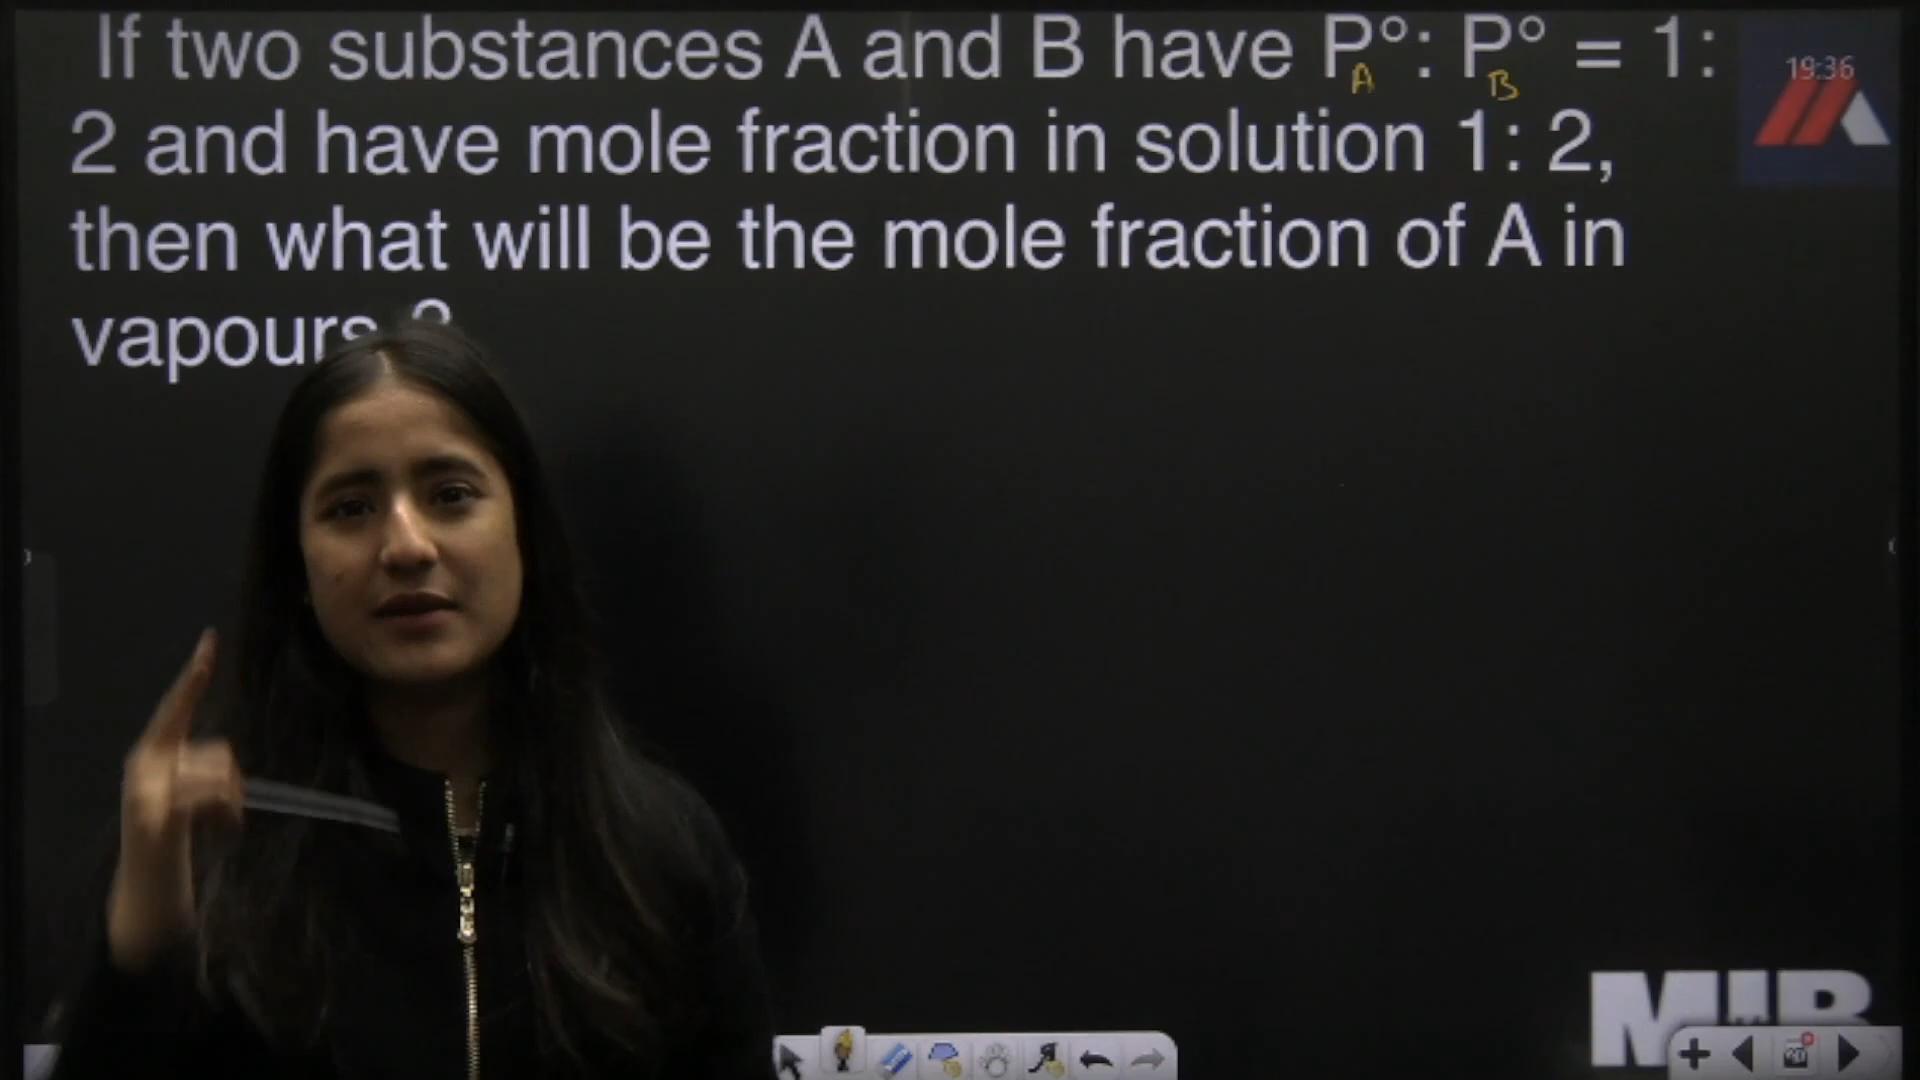 If two substances A and B have P°: P° = 1:
A B
19:36
2 and have mole fraction in solution 1: 2,
then what will be the mole fraction of A in
vapours ?